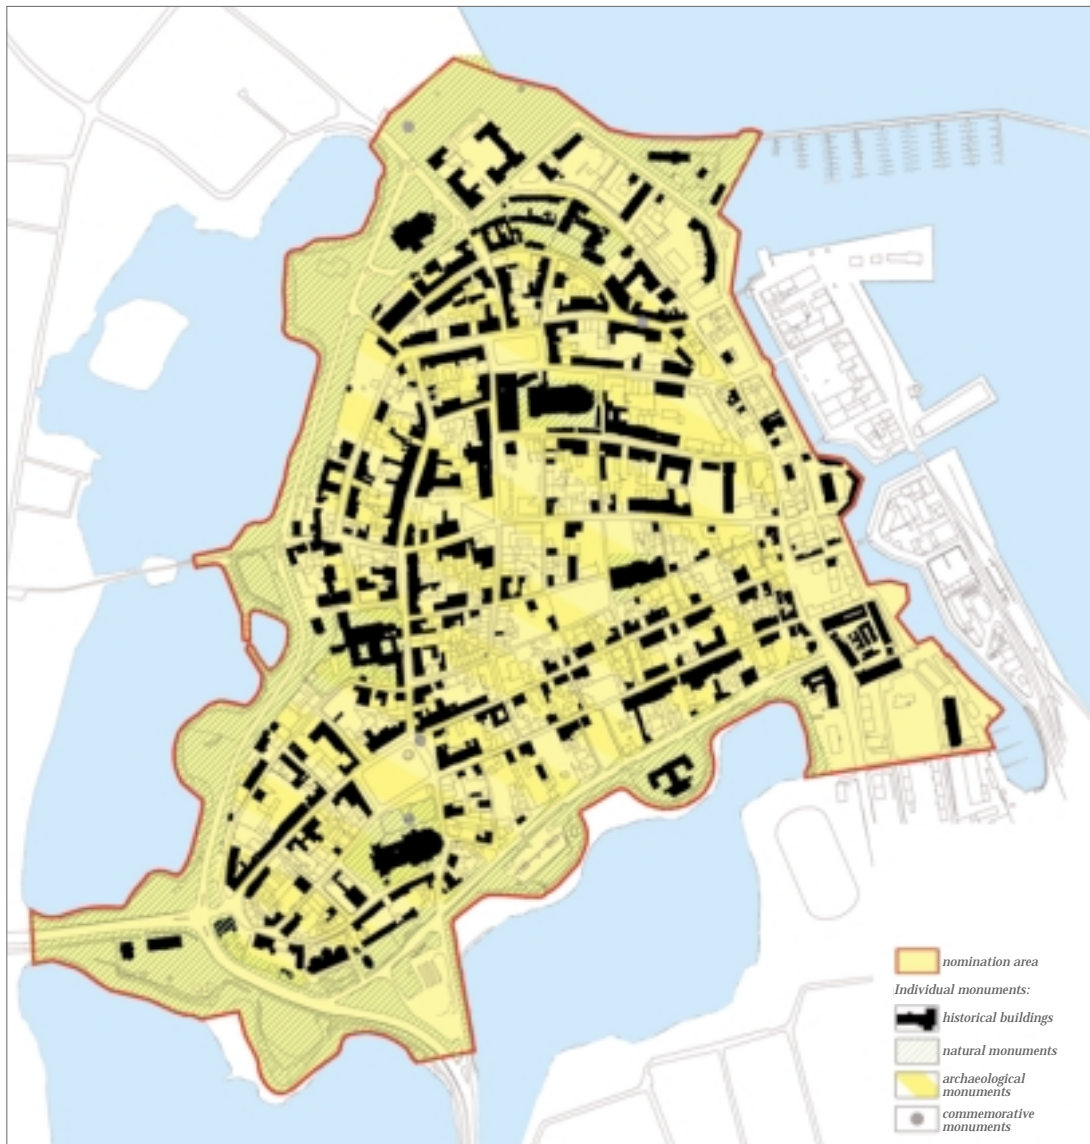 nomination area
Individual monuments:
historical buildings
natural monuments
archaeological
monuments
commemorative
monuments